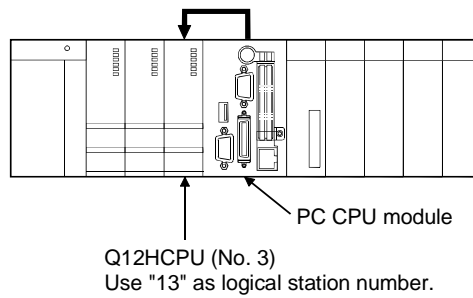 PC CPU module
Q12HCPU (No. 3)
Use "13" as logical station number.